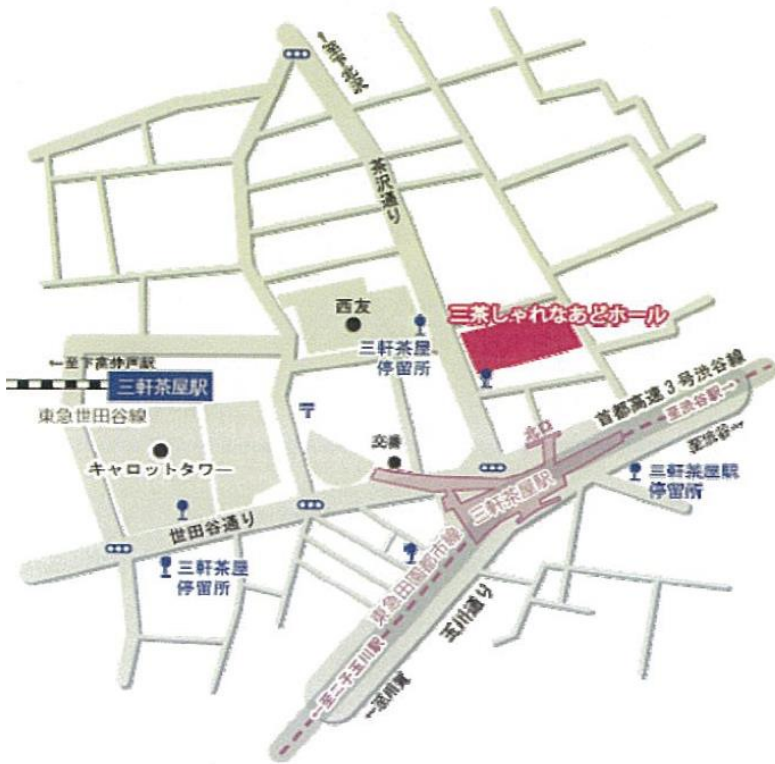 ←至下北沢
茶沢通り
西友
三軒茶屋
停留所
三茶しゃれなあどホール
←至下高井戸駅
三軒茶屋駅
東急世田谷線
〒
キャロットタワー
交番
北口
首都高速3号渋谷線
至渋谷駅→
至渋谷→
三軒茶屋駅
三軒茶屋駅
停留所
世田谷通り
三軒茶屋
停留所
東急田園都市線
玉川通り
←至二子玉川駅
←至用賀